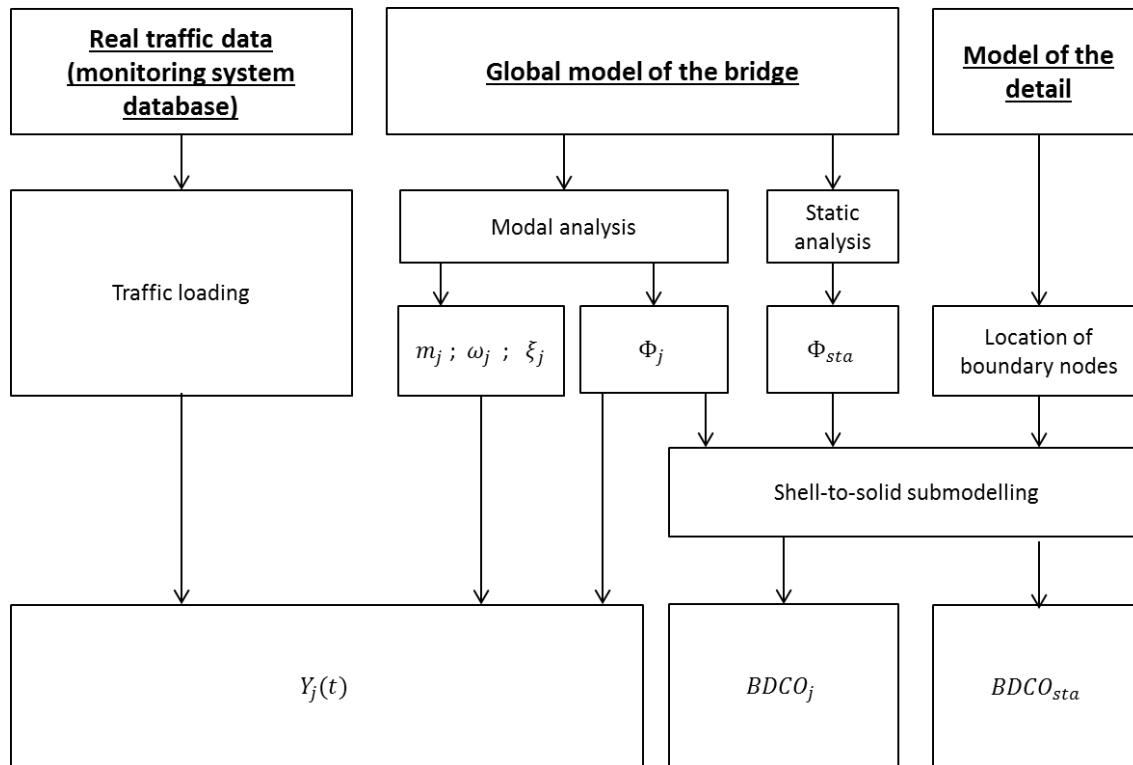 Real traffic data
(monitoring system
database)
Global model of the bridge
Model of the
detail
Traffic loading
Modal analysis
Static
analysis
m_j ; ω_j ; ξ_j
Φ_j
Φ_sta
Location of
boundary nodes
Shell-to-solid submodelling
Y_j(t)
BDCO_j
BDCO_sta